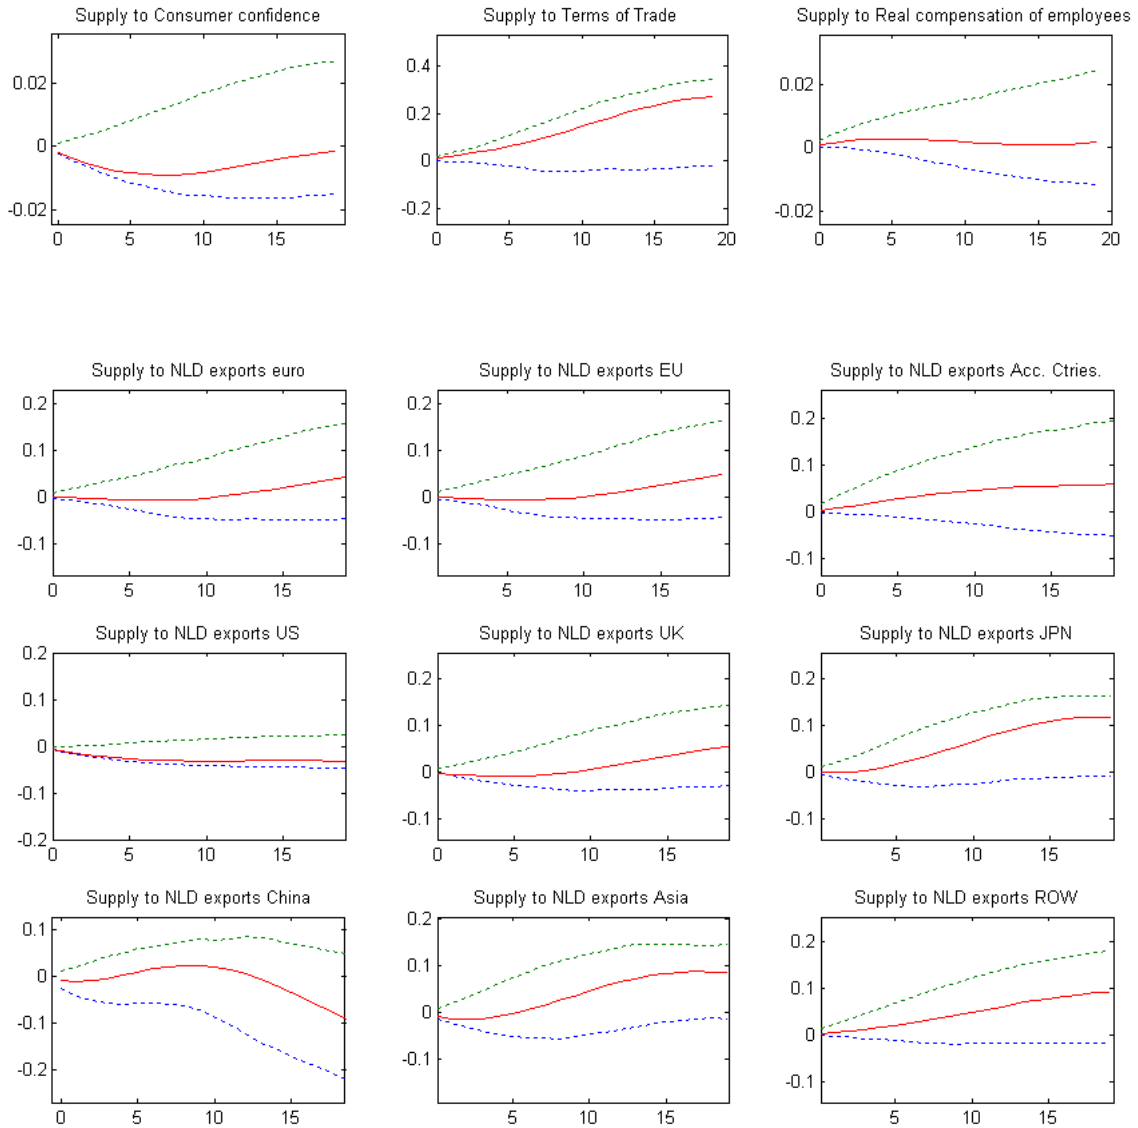 Supply to Consumer confidence
Supply to Terms of Trade
Supply to Real compensation of employees
0.02
0
-0.02
0 5 10 15
0.4
0.2
0
-0.2
0 5 10 15 20
0.02
0
-0.02
0 5 10 15 20
Supply to NLD exports euro
Supply to NLD exports EU
Supply to NLD exports Acc. Ctries.
0.2
0.1
0
-0.1
0 5 10 15
0.2
0.1
0
-0.1
5 10 15
0.2
0.1
0
-0.1
5 10 15
Supply to NLD exports US
Supply to NLD exports UK
Supply to NLD exports JPN
0.2
0.1
0
-0.1
-0.2
0 5 10 15
0.2
0.1
0
-0.1
0 5 10 15
0.2
0.1
0
-0.1
5 10 15
Supply to NLD exports China
Supply to NLD exports Asia
Supply to NLD exports ROW
0.1
0
-0.1
-0.2
0 5 10 15
0.2
0.1
0
-0.1
5 10 15
0.2
0.1
0
-0.1
5 10 15